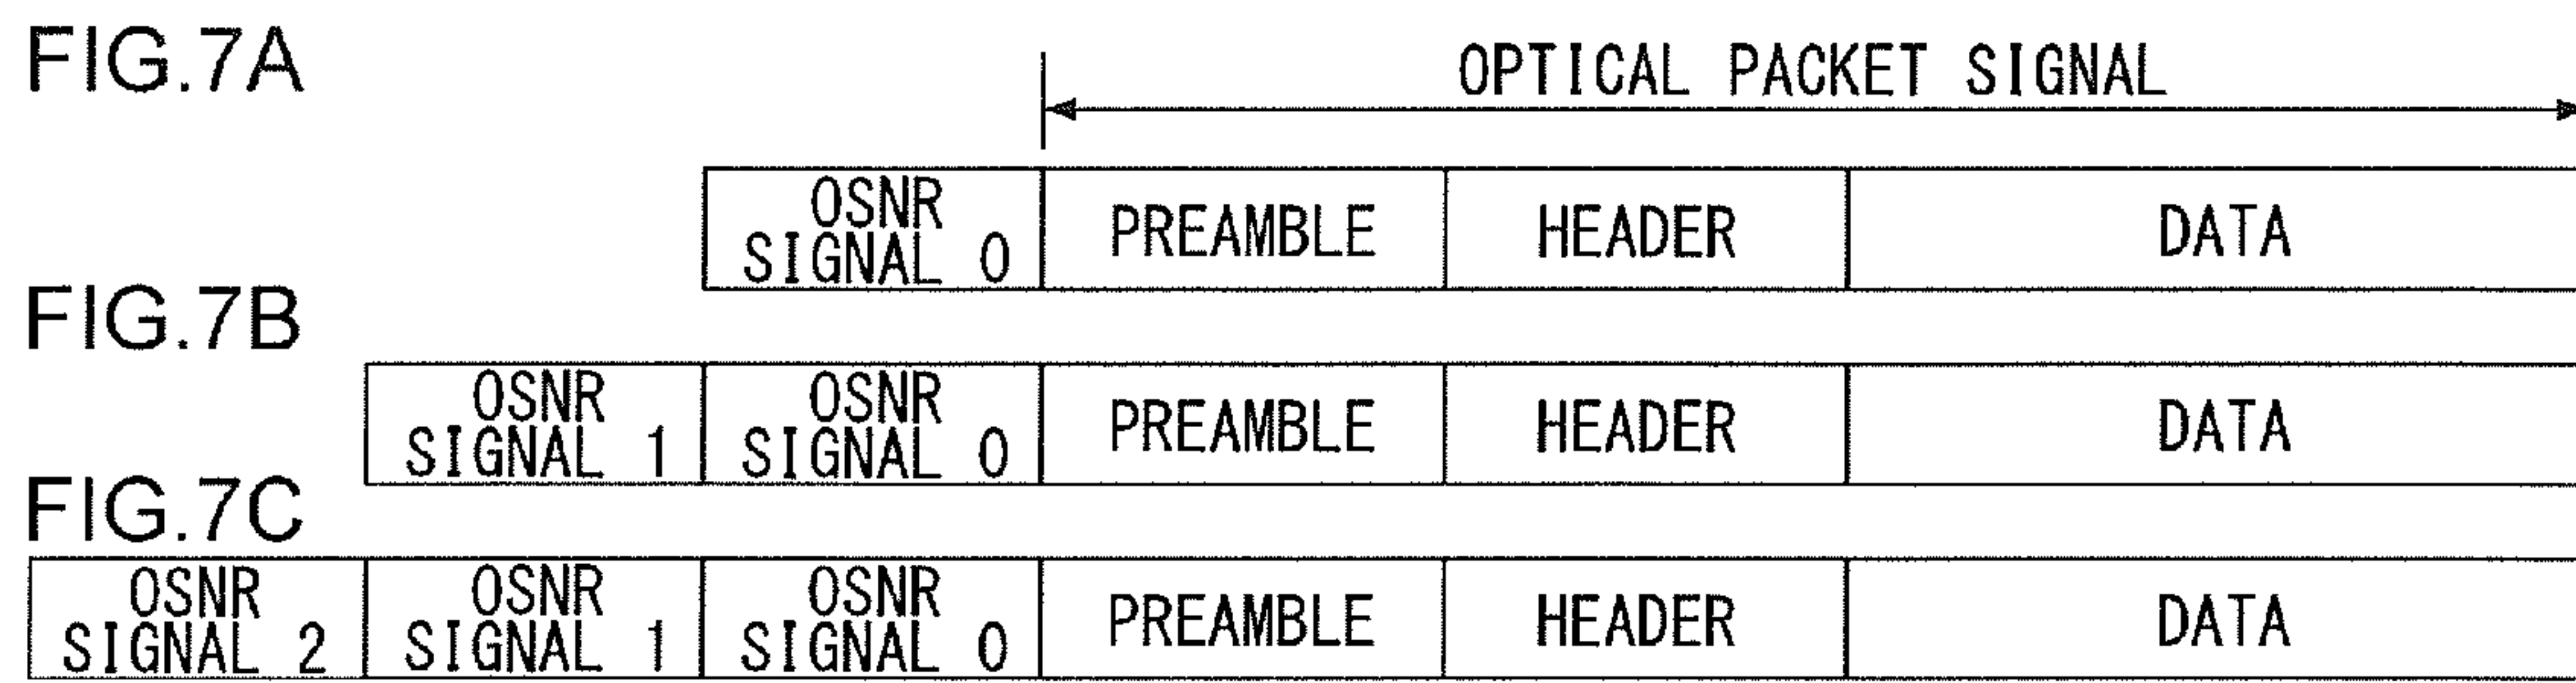 FIG.7A
OPTICAL PACKET SIGNAL
OSNR
SIGNAL 0
PREAMBLE
HEADER
DATA
FIG.7B
OSNR
SIGNAL 1
OSNR
SIGNAL 0
PREAMBLE
HEADER
DATA
FIG.7C
OSNR
SIGNAL 2
OSNR
SIGNAL 1
OSNR
SIGNAL 0
PREAMBLE
HEADER
DATA